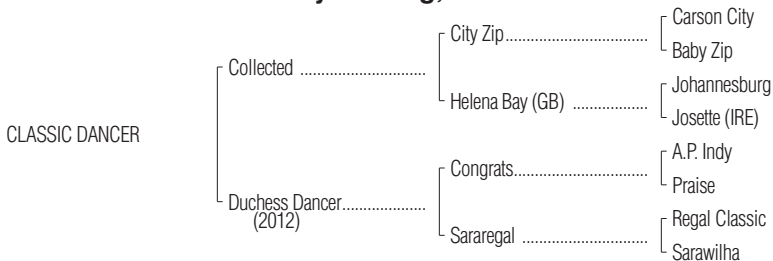 Carson City
City Zip
Baby Zip
Collected
Johannesburg
Helena Bay (GB)
Josette (IRE)
CLASSIC DANCER
A.P. Indy
Congrats
Praise
Duchess Dancer
(2012)
Regal Classic
Sararegal
Sarawilha